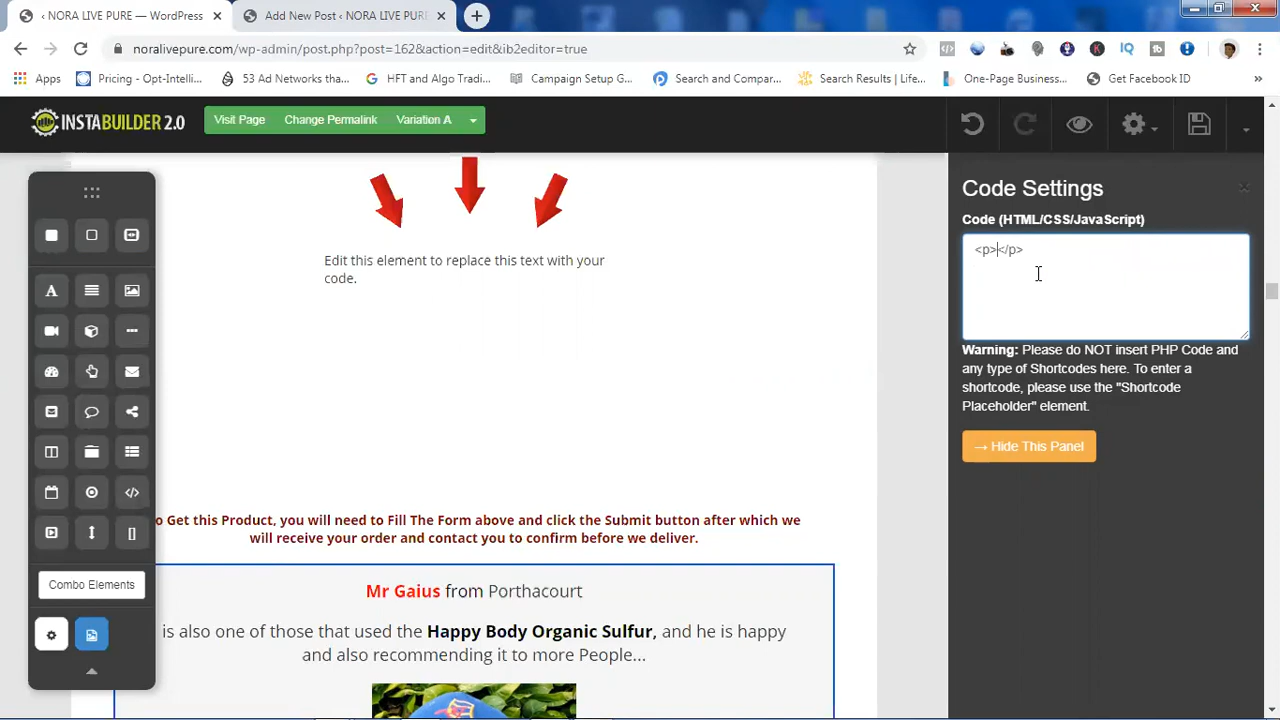 ‹ NORA LIVE PURE — WordPress
Add New Post ‹ NORA LIVE PURE
noralivepure.com/wp-admin/post.php?post=162&action=edit&ib2editor=true
Apps
Pricing - Opt-Intelli...
53 Ad Networks tha...
HFT and Algo Tradi...
Campaign Setup G...
Search and Compar...
Search Results | Life...
One-Page Business...
Get Facebook ID
»
INSTABUILDER 2.0
Visit Page
Change Permalink
Variation A
Edit this element to replace this text with your
code.
o Get this Product, you will need to Fill The Form above and click the Submit button after which we
will receive your order and contact you to confirm before we deliver.
Mr Gaius from Porthacourt
is also one of those that used the Happy Body Organic Sulfur, and he is happy
and also recommending it to more People...
Combo Elements
Code Settings
Code (HTML/CSS/JavaScript)
<p></p>
Warning: Please do NOT insert PHP Code and
any type of Shortcodes here. To enter a
shortcode, please use the "Shortcode
Placeholder" element.
→ Hide This Panel